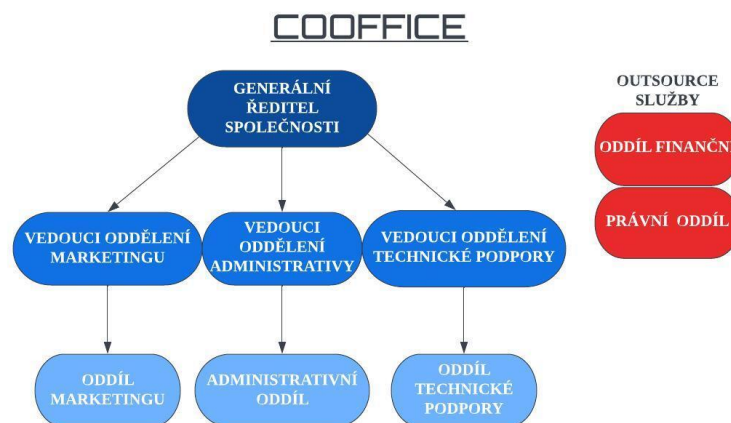 COOFFICE
GENERÁLNÍ
ŘEDITEL
SPOLEČNOSTI
OUTSOURCE
SLUŽBY
ODDÍL FINANČNÍ
PRÁVNÍ ODDÍL
VEDOUCI ODDĚLENÍ
MARKETINGU
VEDOUCI
ODDĚLENÍ
ADMINISTRATIVY
VEDOUCI ODDĚLENÍ
TECHNICKÉ PODPORY
ODDÍL
MARKETINGU
ADMINISTRATIVNÍ
ODDÍL
ODDÍL
TECHNICKÉ
PODPORY